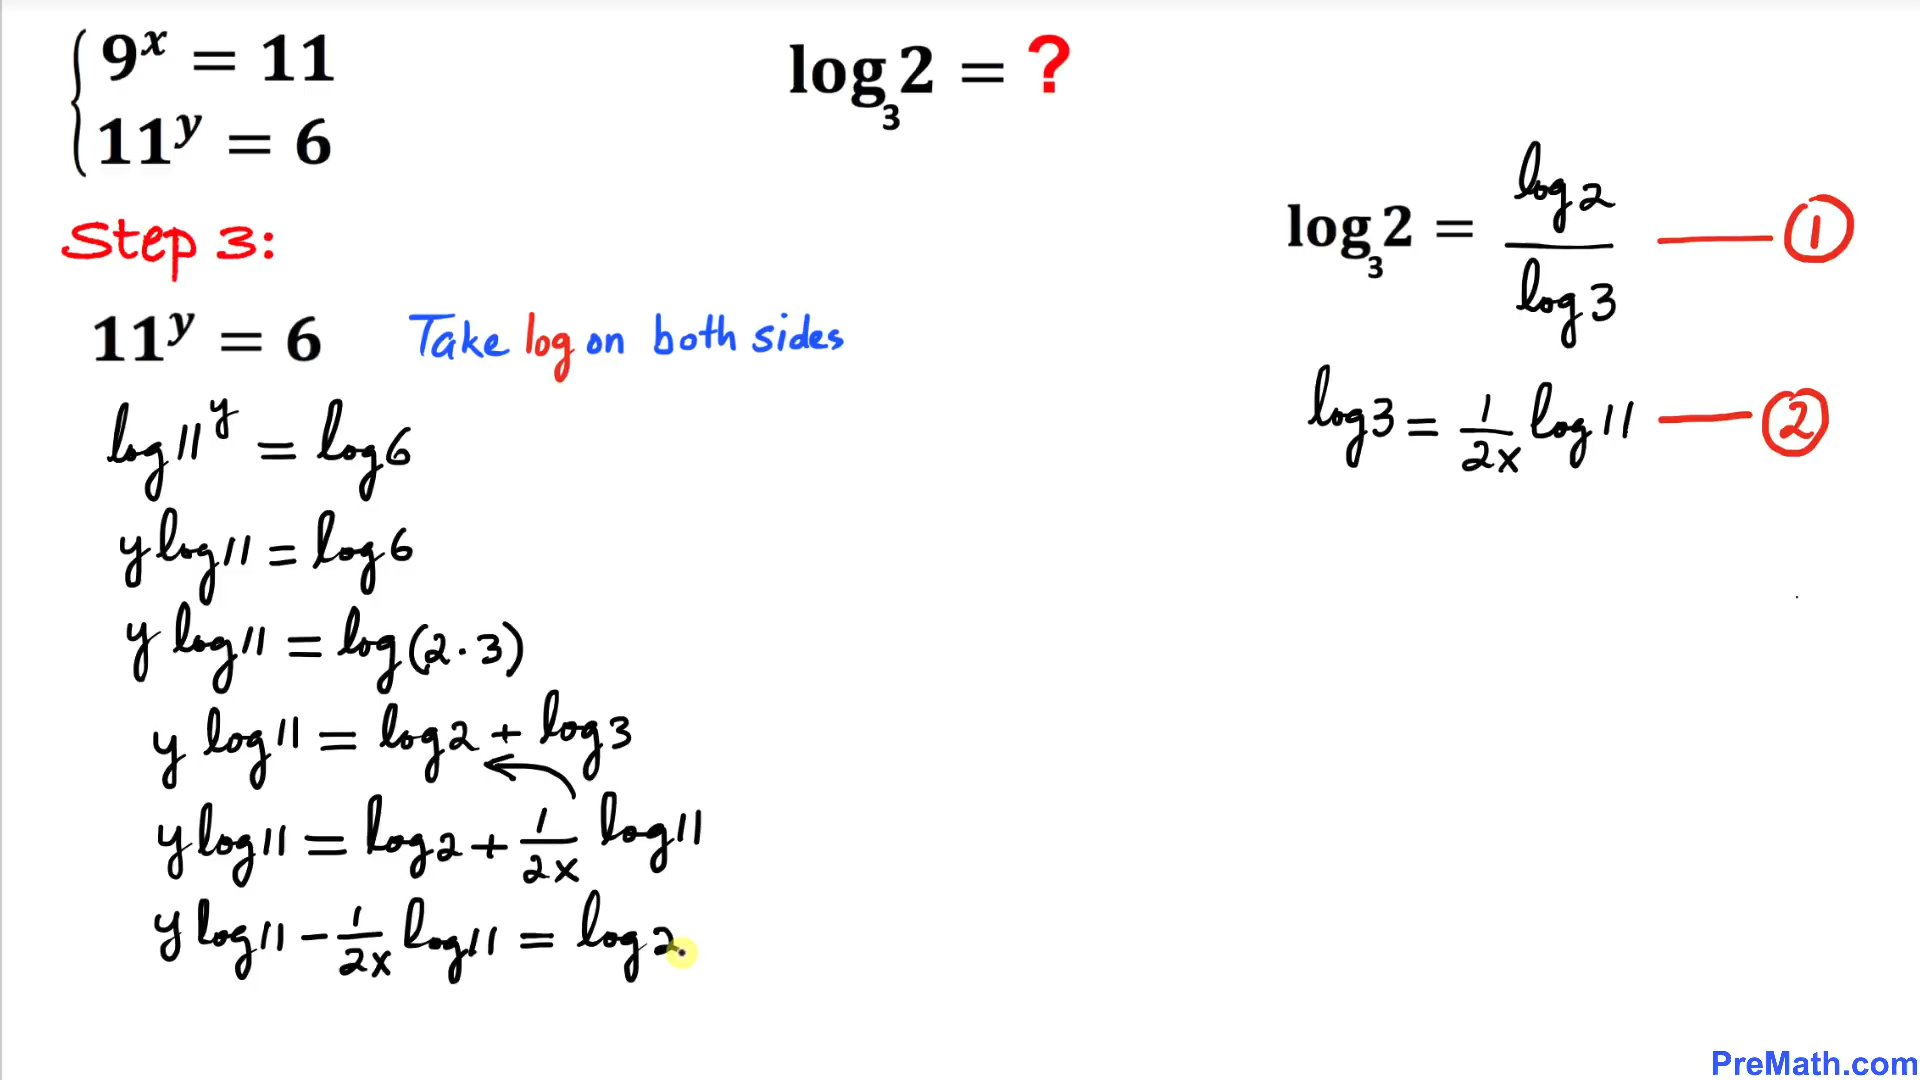 9^x = 11
11^y = 6
log_3 2 = ?
Step 3:
11^y = 6 Take log on both sides
log 11^y = log 6
y log 11 = log 6
y log 11 = log (2 · 3)
y log 11 = log 2 + log 3
y log 11 = log 2 + 1/2x log 11
y log 11 − 1/2x log 11 = log 2
log_3 2 = log 2 / log 3 — ①
log 3 = 1/2x log 11 — ②
PreMath.com